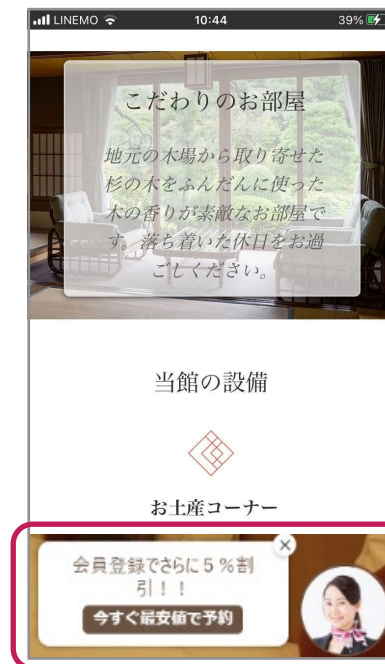 LINEMO 10:44 39%
こだわりのお部屋
地元の木場から取り寄せた
杉の木をふんだんに使った
木の香りが素敵なお部屋で
す。落ち着いた休日をお過
ごしください。
当館の設備
お土産コーナー
会員登録でさらに５％割
引！！
今すぐ最安値で予約